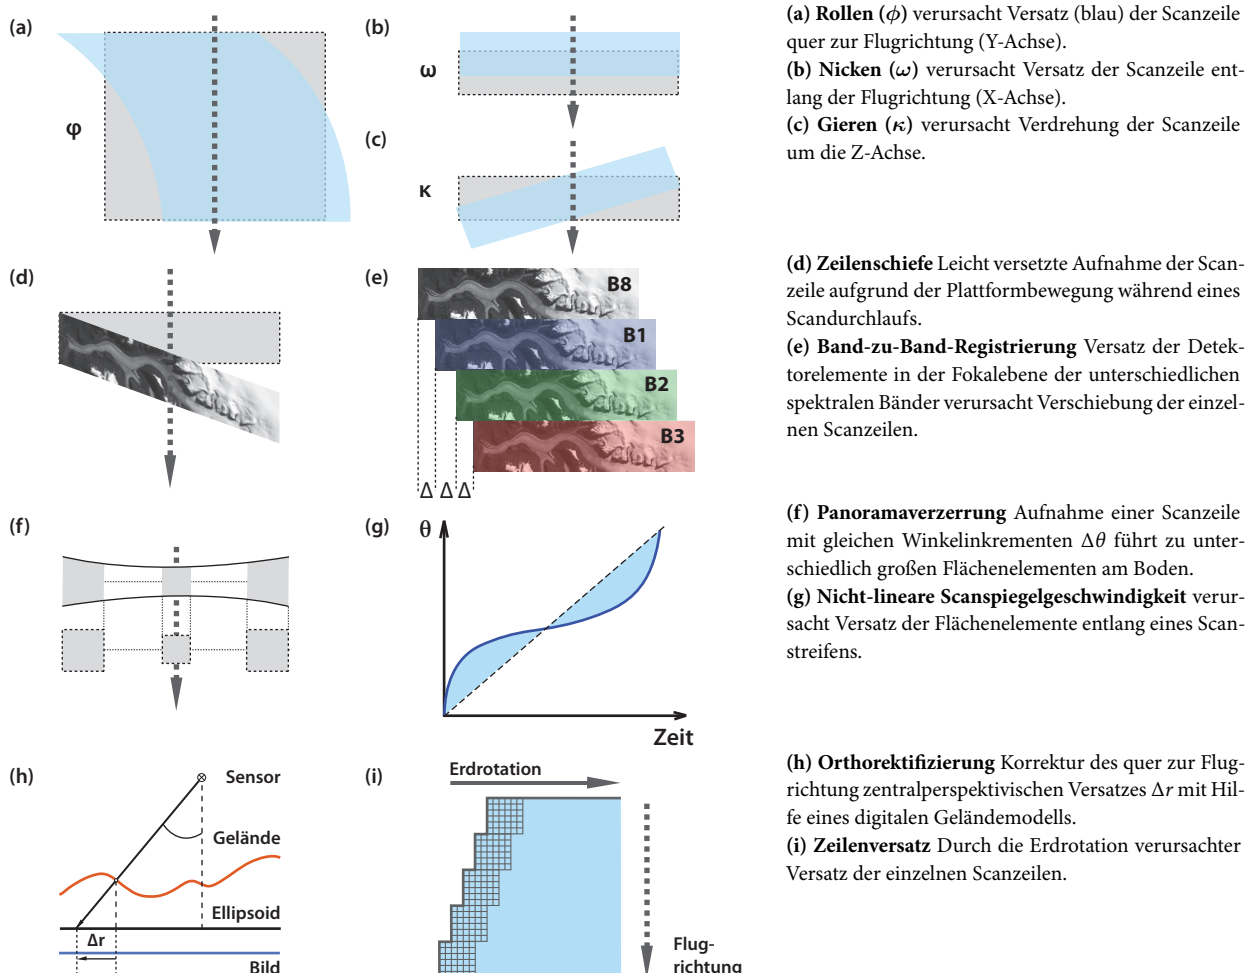 (a)
φ
(b)
ω
(c)
κ
(a) Rollen (ϕ) verursacht Versatz (blau) der Scanzeile
quer zur Flugrichtung (Y-Achse).
(b) Nicken (ω) verursacht Versatz der Scanzeile ent-
lang der Flugrichtung (X-Achse).
(c) Gieren (κ) verursacht Verdrehung der Scanzeile
um die Z-Achse.
(d)
(e)
B8
B1
B2
B3
Δ Δ Δ
(d) Zeilenschiefe Leicht versetzte Aufnahme der Scan-
zeile aufgrund der Plattformbewegung während eines
Scandurchlaufs.
(e) Band-zu-Band-Registrierung Versatz der Detek-
torelemente in der Fokalebene der unterschiedlichen
spektralen Bänder verursacht Verschiebung der einzel-
nen Scanzeilen.
(f)
(g)
θ
Zeit
(f) Panoramaverzerrung Aufnahme einer Scanzeile
mit gleichen Winkelinkrementen Δθ führt zu unter-
schiedlich großen Flächenelementen am Boden.
(g) Nicht-lineare Scanspiegelgeschwindigkeit verur-
sacht Versatz der Flächenelemente entlang eines Scan-
streifens.
(h)
Sensor
Gelände
Ellipsoid
Δr
Bild
(i)
Erdrotation
Flug-
richtung
(h) Orthorektifizierung Korrektur des quer zur Flug-
richtung zentralperspektivischen Versatzes Δr mit Hil-
fe eines digitalen Geländemodells.
(i) Zeilenversatz Durch die Erdrotation verursachter
Versatz der einzelnen Scanzeilen.